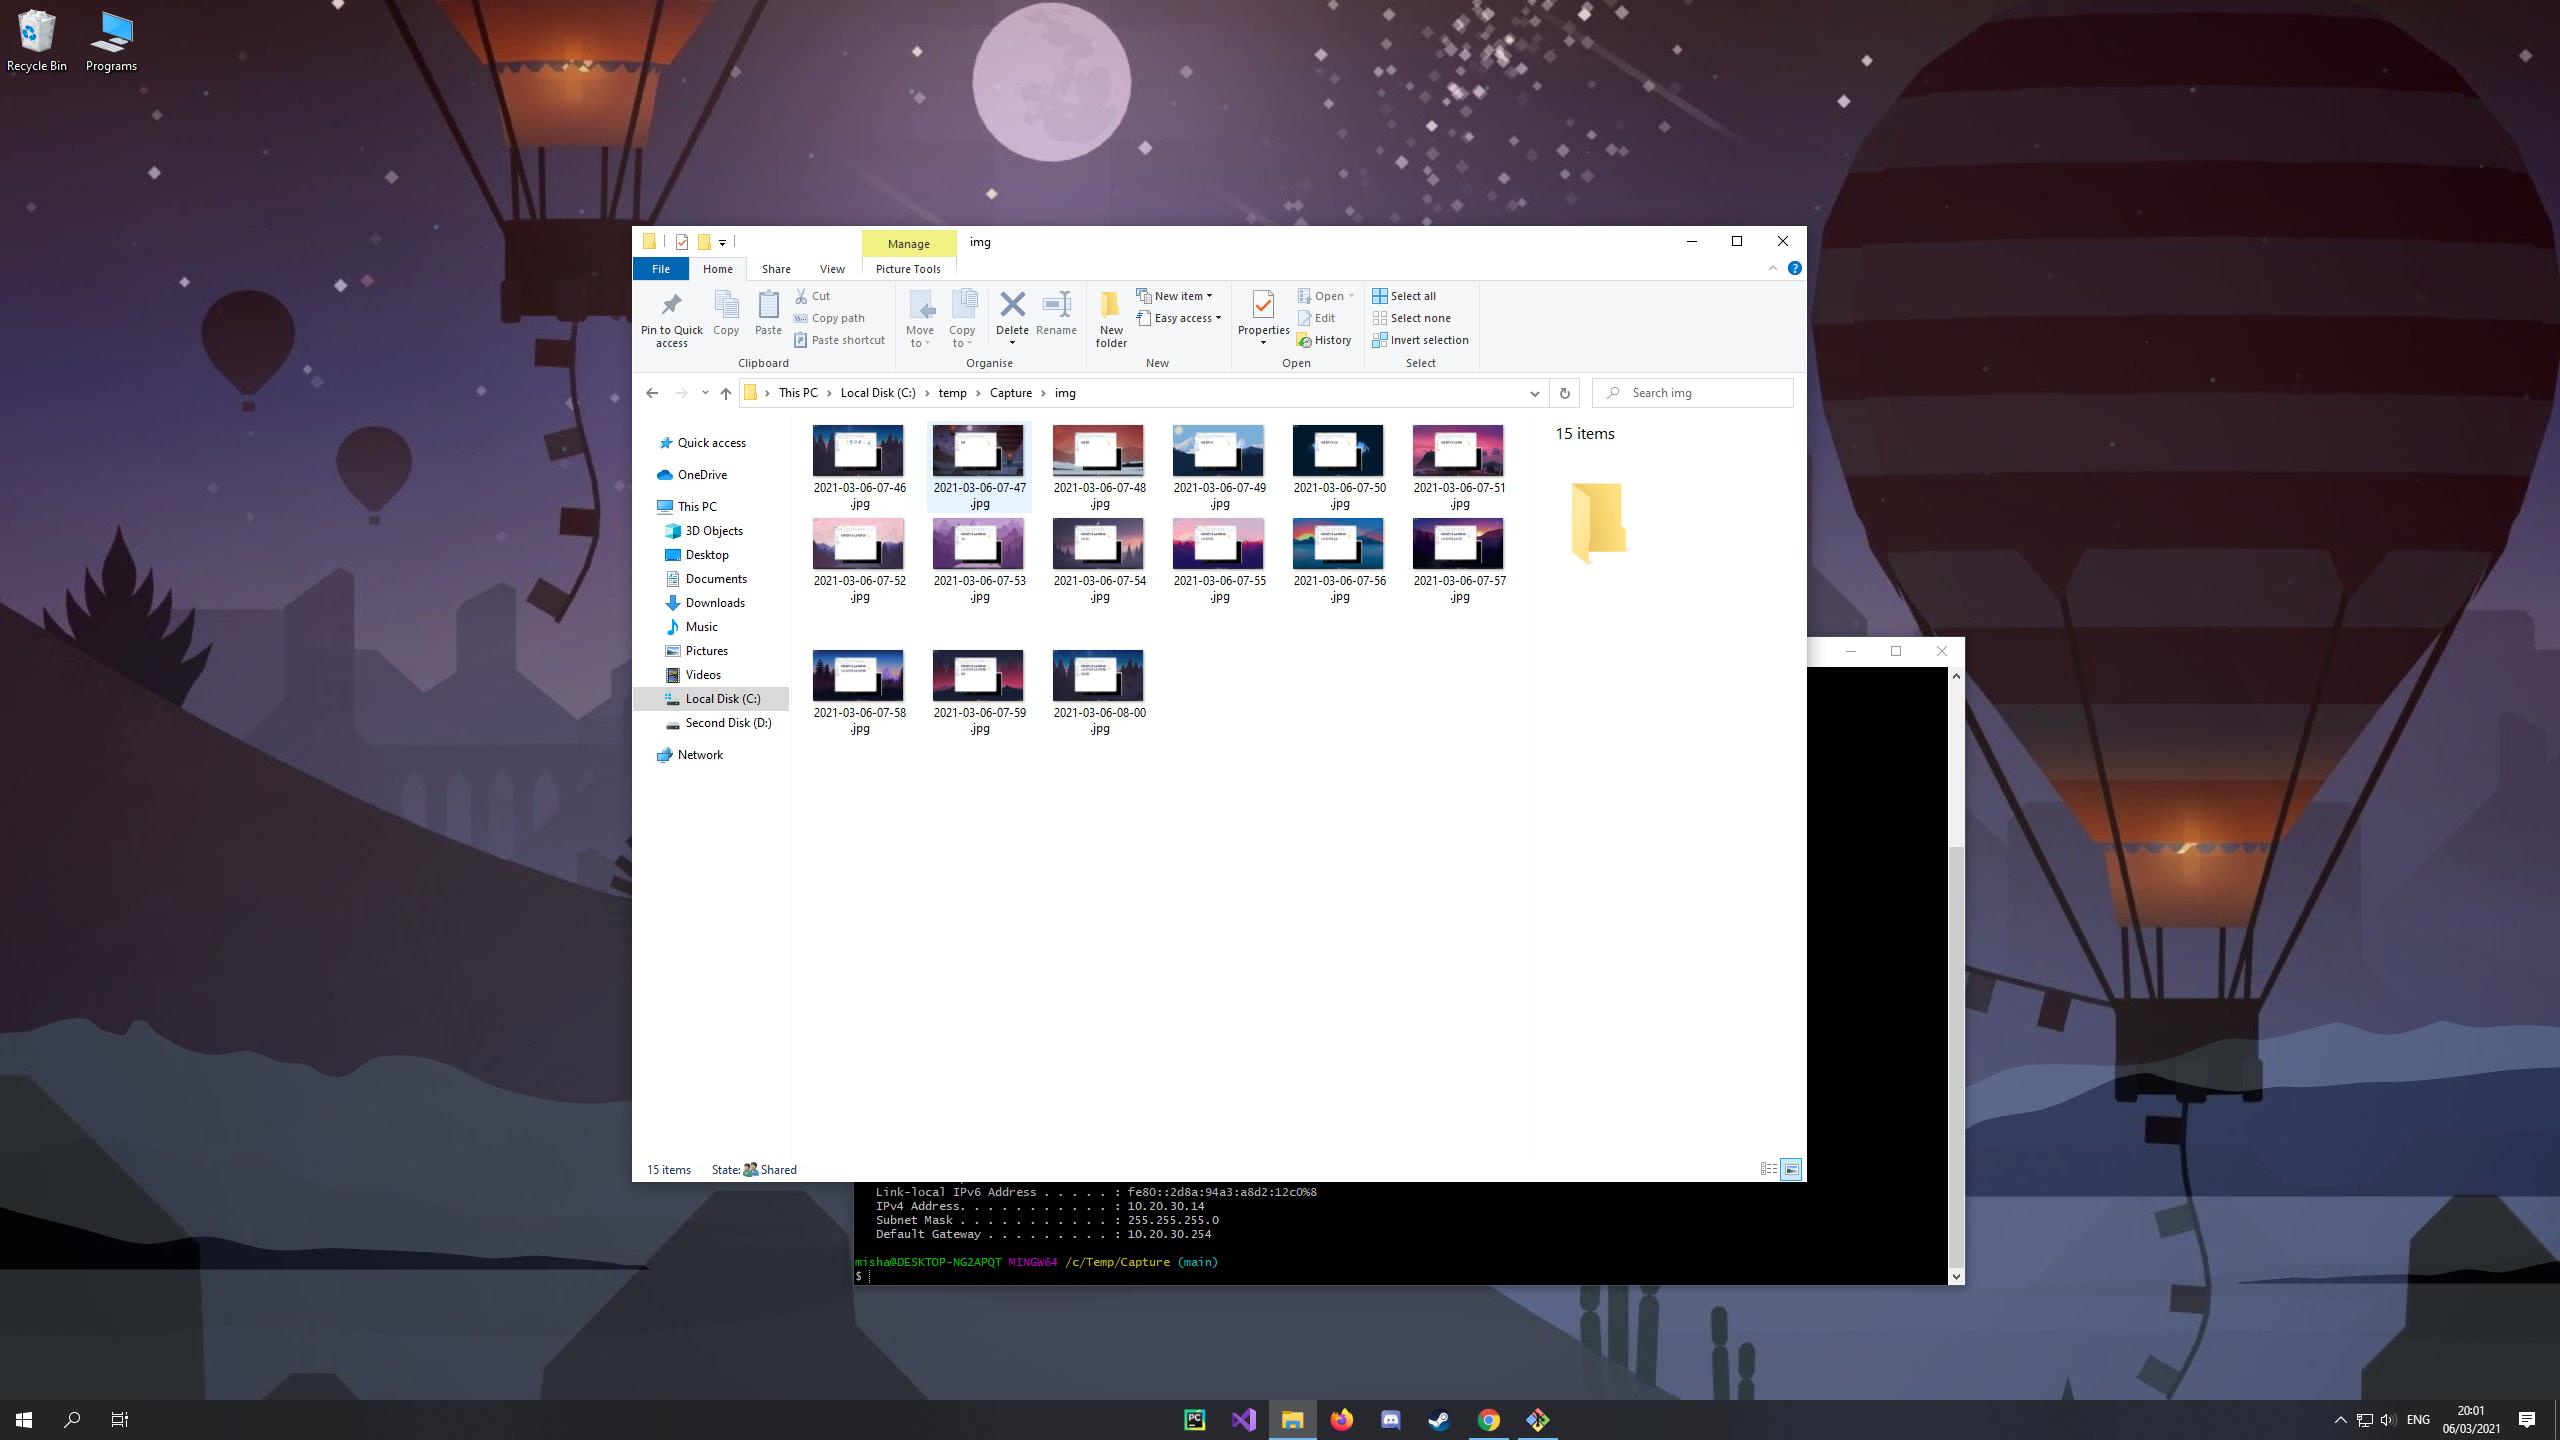 Recycle Bin
Programs
Manage
img
File
Home
Share
View
Picture Tools
Pin to Quick access
Copy
Paste
Cut
Copy path
Paste shortcut
Clipboard
Move to
Copy to
Delete
Rename
Organise
New folder
New item
Easy access
New
Properties
Open
Edit
History
Open
Select all
Select none
Invert selection
Select
This PC
Local Disk (C:)
temp
Capture
img
Search img
Quick access
OneDrive
This PC
3D Objects
Desktop
Documents
Downloads
Music
Pictures
Videos
Local Disk (C:)
Second Disk (D:)
Network
2021-03-06-07-46.jpg
2021-03-06-07-47.jpg
2021-03-06-07-48.jpg
2021-03-06-07-49.jpg
2021-03-06-07-50.jpg
2021-03-06-07-51.jpg
2021-03-06-07-52.jpg
2021-03-06-07-53.jpg
2021-03-06-07-54.jpg
2021-03-06-07-55.jpg
2021-03-06-07-56.jpg
2021-03-06-07-57.jpg
2021-03-06-07-58.jpg
2021-03-06-07-59.jpg
2021-03-06-08-00.jpg
15 items
15 items
State: Shared
Link-local IPv6 Address . . . . . : fe80::2d8a:94a3:a8d2:12c0%8
IPv4 Address. . . . . . . . . . . : 10.20.30.14
Subnet Mask . . . . . . . . . . . : 255.255.255.0
Default Gateway . . . . . . . . . : 10.20.30.254
misha@DESKTOP-NG2APQT MINGW64 /c/Temp/Capture (main)
$
PC
ENG
20:01
06/03/2021